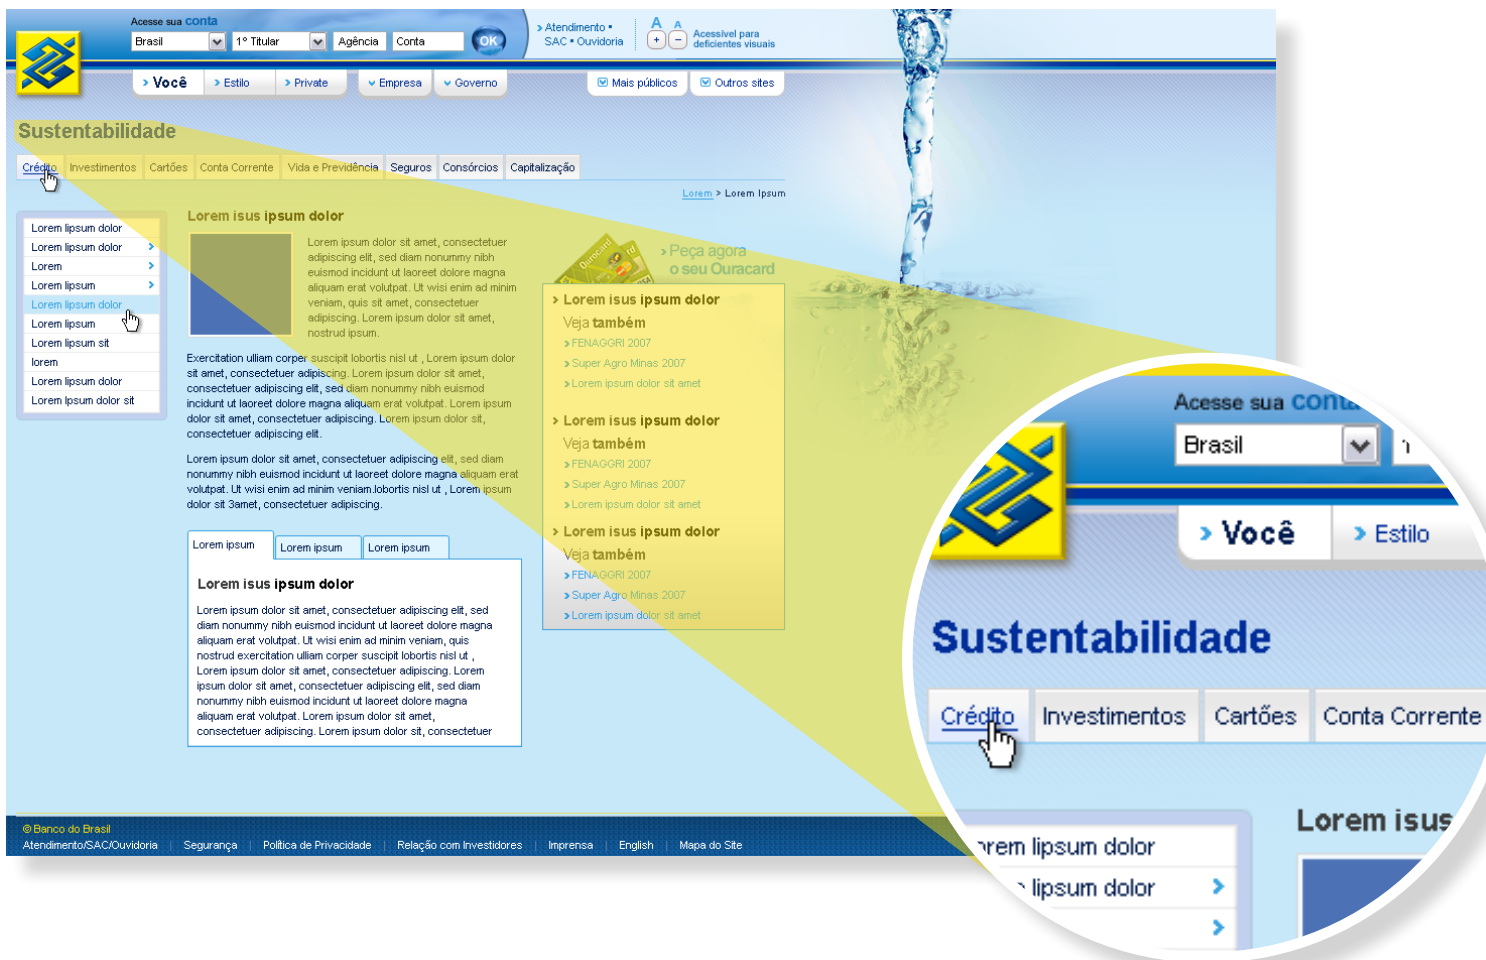 Acesse sua conta
Brasil
1º Titular
Agência
Conta
OK
Atendimento •
SAC • Ouvidoria
A A
+ −
Acessível para
deficientes visuais
Você
Estilo
Private
Empresa
Governo
Mais públicos
Outros sites
Sustentabilidade
Crédito
Investimentos
Cartões
Conta Corrente
Vida e Previdência
Seguros
Consórcios
Capitalização
Lorem > Lorem Ipsum
Lorem lipsum dolor
Lorem lipsum dolor
Lorem
Lorem lipsum
Lorem lipsum dolor
Lorem lipsum
Lorem lipsum sit
lorem
Lorem lipsum dolor
Lorem Ipsum dolor sit
Lorem isus ipsum dolor
Lorem ipsum dolor sit amet, consectetuer
adipiscing elit, sed diam nonummy nibh
euismod incidunt ut laoreet dolore magna
aliquam erat volutpat. Ut wisi enim ad minim
veniam, quis sit amet, consectetuer
adipiscing. Lorem ipsum dolor sit amet,
nostrud ipsum.
Exercitation ulliam corper suscipit lobortis nisl ut , Lorem ipsum dolor
sit amet, consectetuer adipiscing. Lorem ipsum dolor sit amet,
consectetuer adipiscing elit, sed diam nonummy nibh euismod
incidunt ut laoreet dolore magna aliquam erat volutpat. Lorem ipsum
dolor sit amet, consectetuer adipiscing. Lorem ipsum dolor sit,
consectetuer adipiscing elit.
Lorem ipsum dolor sit amet, consectetuer adipiscing elit, sed diam
nonummy nibh euismod incidunt ut laoreet dolore magna aliquam erat
volutpat. Ut wisi enim ad minim veniam.lobortis nisl ut , Lorem ipsum
dolor sit 3amet, consectetuer adipiscing.
Lorem ipsum
Lorem ipsum
Lorem ipsum
Lorem isus ipsum dolor
Lorem ipsum dolor sit amet, consectetuer adipiscing elit, sed
diam nonummy nibh euismod incidunt ut laoreet dolore magna
aliquam erat volutpat. Ut wisi enim ad minim veniam, quis
nostrud exercitation ulliam corper suscipit lobortis nisl ut ,
Lorem ipsum dolor sit amet, consectetuer adipiscing. Lorem
ipsum dolor sit amet, consectetuer adipiscing elit, sed diam
nonummy nibh euismod incidunt ut laoreet dolore magna
aliquam erat volutpat. Lorem ipsum dolor sit amet,
consectetuer adipiscing. Lorem ipsum dolor sit, consectetuer
Ourocard
Peça agora
o seu Ouracard
Lorem isus ipsum dolor
Veja também
FENAGGRI 2007
Super Agro Minas 2007
Lorem ipsum dolor sit amet
Lorem isus ipsum dolor
Veja também
FENAGGRI 2007
Super Agro Minas 2007
Lorem ipsum dolor sit amet
Lorem isus ipsum dolor
Veja também
FENAGGRI 2007
Super Agro Minas 2007
Lorem ipsum dolor sit amet
© Banco do Brasil
Atendimento/SAC/Ouvidoria | Segurança | Política de Privacidade | Relação com Investidores | Imprensa | English | Mapa do Site
Acesse sua conta
Brasil
Você
Estilo
Sustentabilidade
Crédito
Investimentos
Cartões
Conta Corrente
Lorem isus
lipsum dolor
lipsum dolor